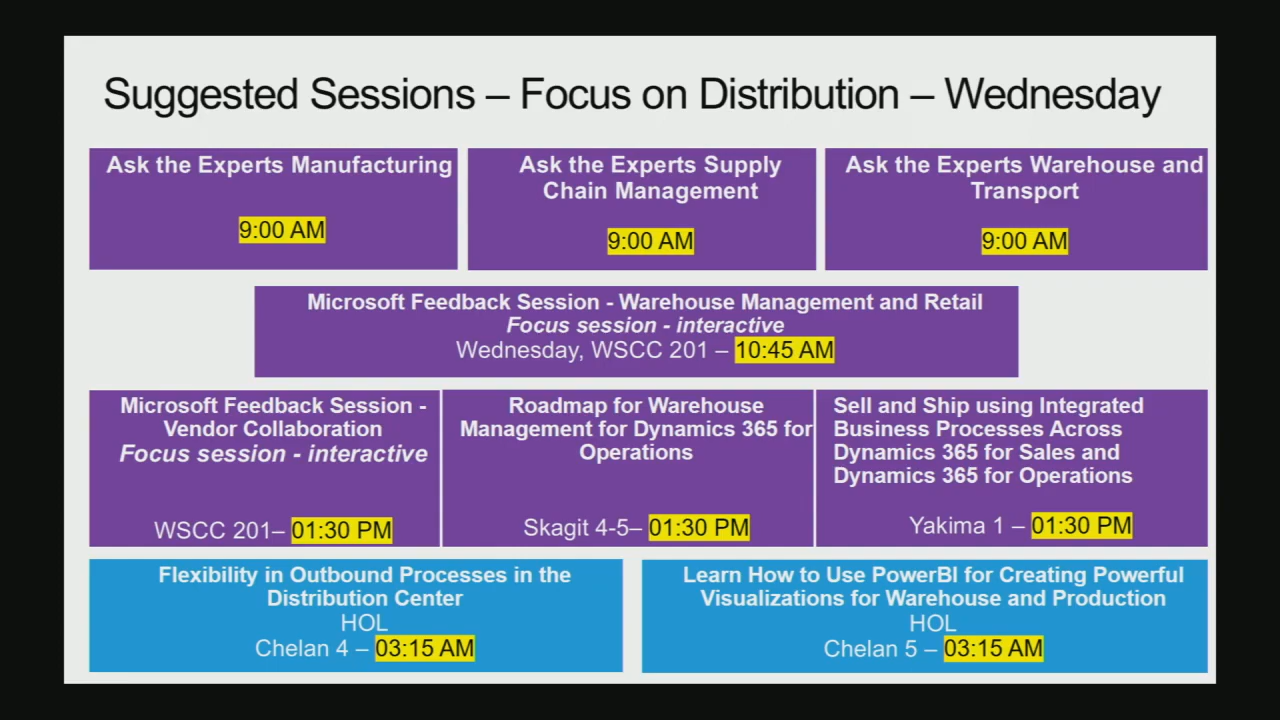 Suggested Sessions – Focus on Distribution – Wednesday
Ask the Experts Manufacturing
9:00 AM
Ask the Experts Supply
Chain Management
9:00 AM
Ask the Experts Warehouse and
Transport
9:00 AM
Microsoft Feedback Session - Warehouse Management and Retail
Focus session - interactive
Wednesday, WSCC 201 – 10:45 AM
Microsoft Feedback Session -
Vendor Collaboration
Focus session - interactive
WSCC 201– 01:30 PM
Roadmap for Warehouse
Management for Dynamics 365 for
Operations
Skagit 4-5– 01:30 PM
Sell and Ship using Integrated
Business Processes Across
Dynamics 365 for Sales and
Dynamics 365 for Operations
Yakima 1 – 01:30 PM
Flexibility in Outbound Processes in the
Distribution Center
HOL
Chelan 4 – 03:15 AM
Learn How to Use PowerBI for Creating Powerful
Visualizations for Warehouse and Production
HOL
Chelan 5 – 03:15 AM